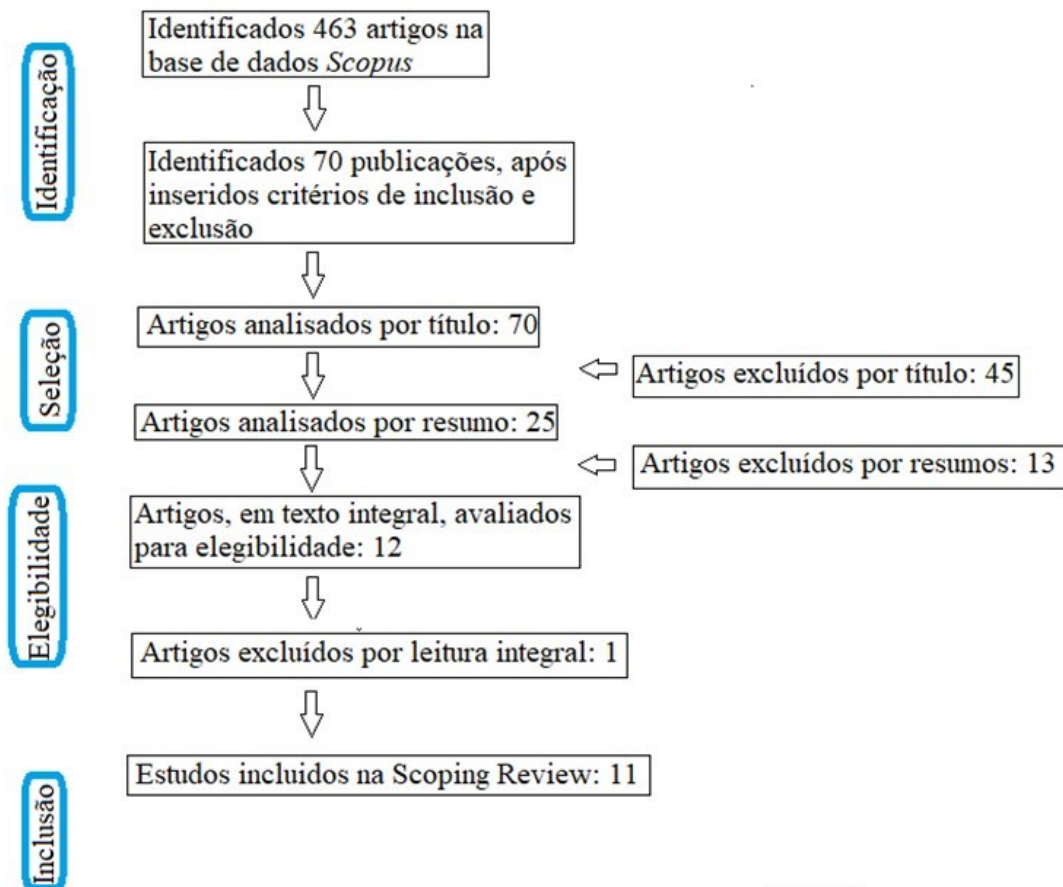 Identificação
Identificados 463 artigos na
base de dados Scopus
Identificados 70 publicações, após
inseridos critérios de inclusão e
exclusão
Seleção
Artigos analisados por título: 70
Artigos excluídos por título: 45
Artigos analisados por resumo: 25
Artigos excluídos por resumos: 13
Elegibilidade
Artigos, em texto integral, avaliados
para elegibilidade: 12
Artigos excluídos por leitura integral: 1
Inclusão
Estudos incluidos na Scoping Review: 11